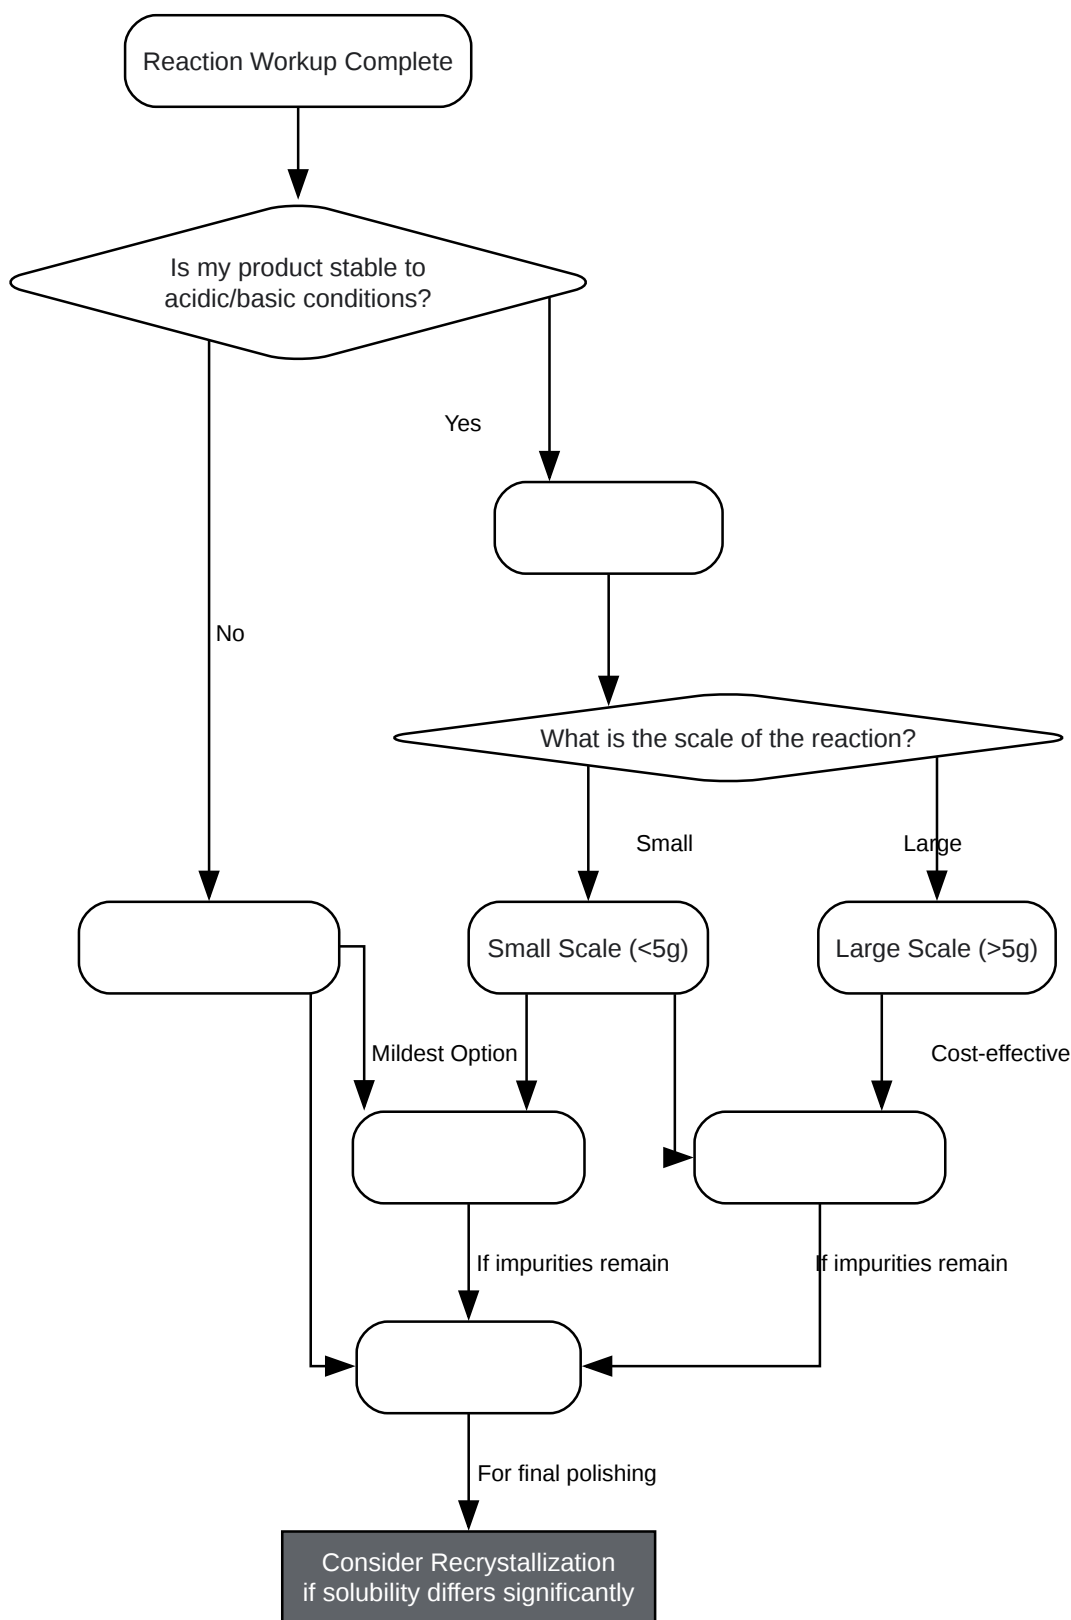 Reaction Workup Complete
Is my product stable to
acidic/basic conditions?
Yes
No
What is the scale of the reaction?
Small
Large
Small Scale (<5g)
Large Scale (>5g)
Mildest Option
Cost-effective
If impurities remain
If impurities remain
For final polishing
Consider Recrystallization
if solubility differs significantly